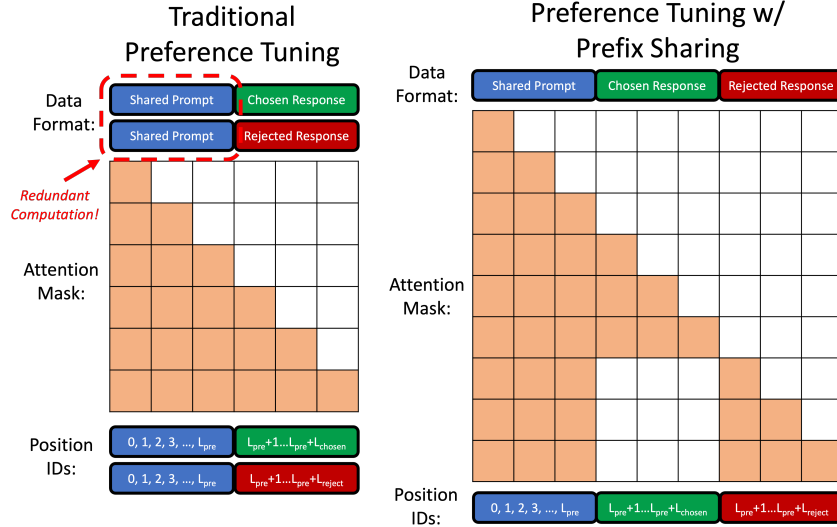 Traditional
Preference Tuning
Data
Format:
Shared Prompt
Chosen Response
Shared Prompt
Rejected Response
Redundant
Computation!
Attention
Mask:
Position
IDs:
0, 1, 2, 3, ..., Lpre
Lpre+1...Lpre+Lchosen
0, 1, 2, 3, ..., Lpre
Lpre+1...Lpre+Lreject
Preference Tuning w/
Prefix Sharing
Data
Format:
Shared Prompt
Chosen Response
Rejected Response
Attention
Mask:
Position
IDs:
0, 1, 2, 3, ..., Lpre
Lpre+1...Lpre+Lchosen
Lpre+1...Lpre+Lreject